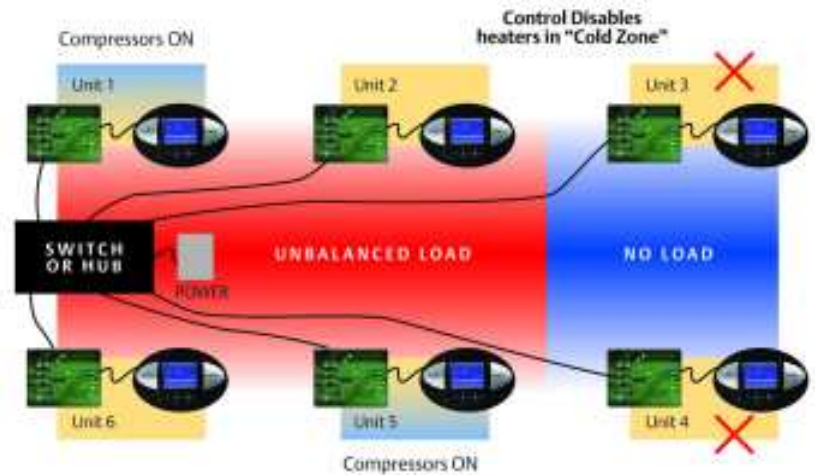 Control Disables
heaters in "Cold Zone"
Compressors ON
Unit 1
Unit 2
Unit 3
SWITCH
OR HUB
POWER
UNBALANCED LOAD
NO LOAD
Unit 6
Unit 5
Unit 4
Compressors ON